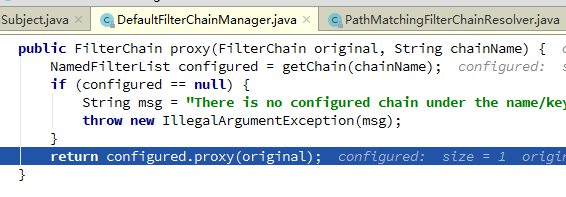 Subject.java × DefaultFilterChainManager.java × PathMatchingFilterChainResolver.java
public FilterChain proxy(FilterChain original, String chainName) {
NamedFilterList configured = getChain(chainName); configured: s
if (configured == null) {
String msg = "There is no configured chain under the name/key
throw new IllegalArgumentException(msg);
}
return configured.proxy(original); configured: size = 1 origin
}